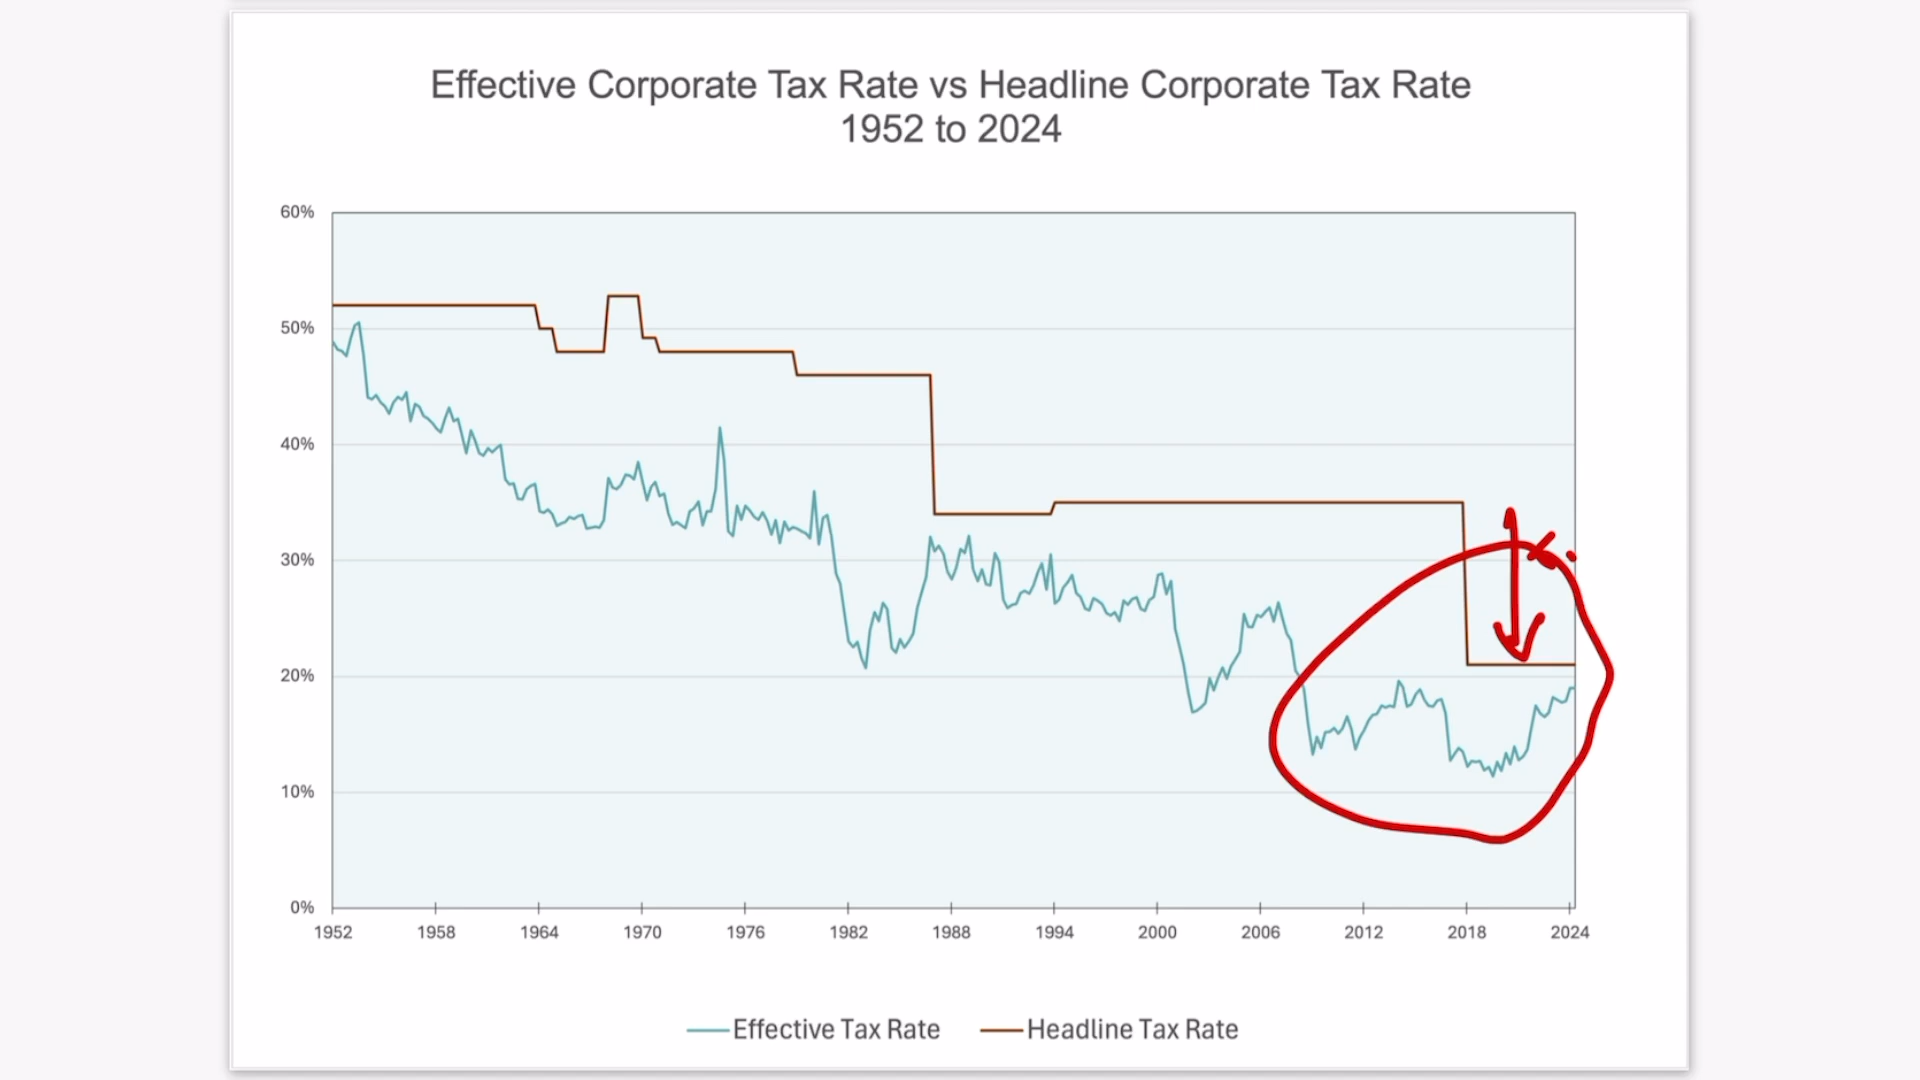 Effective Corporate Tax Rate vs Headline Corporate Tax Rate
1952 to 2024
60%
50%
40%
30%
20%
10%
0%
1952 1958 1964 1970 1976 1982 1988 1994 2000 2006 2012 2018 2024
Effective Tax Rate Headline Tax Rate